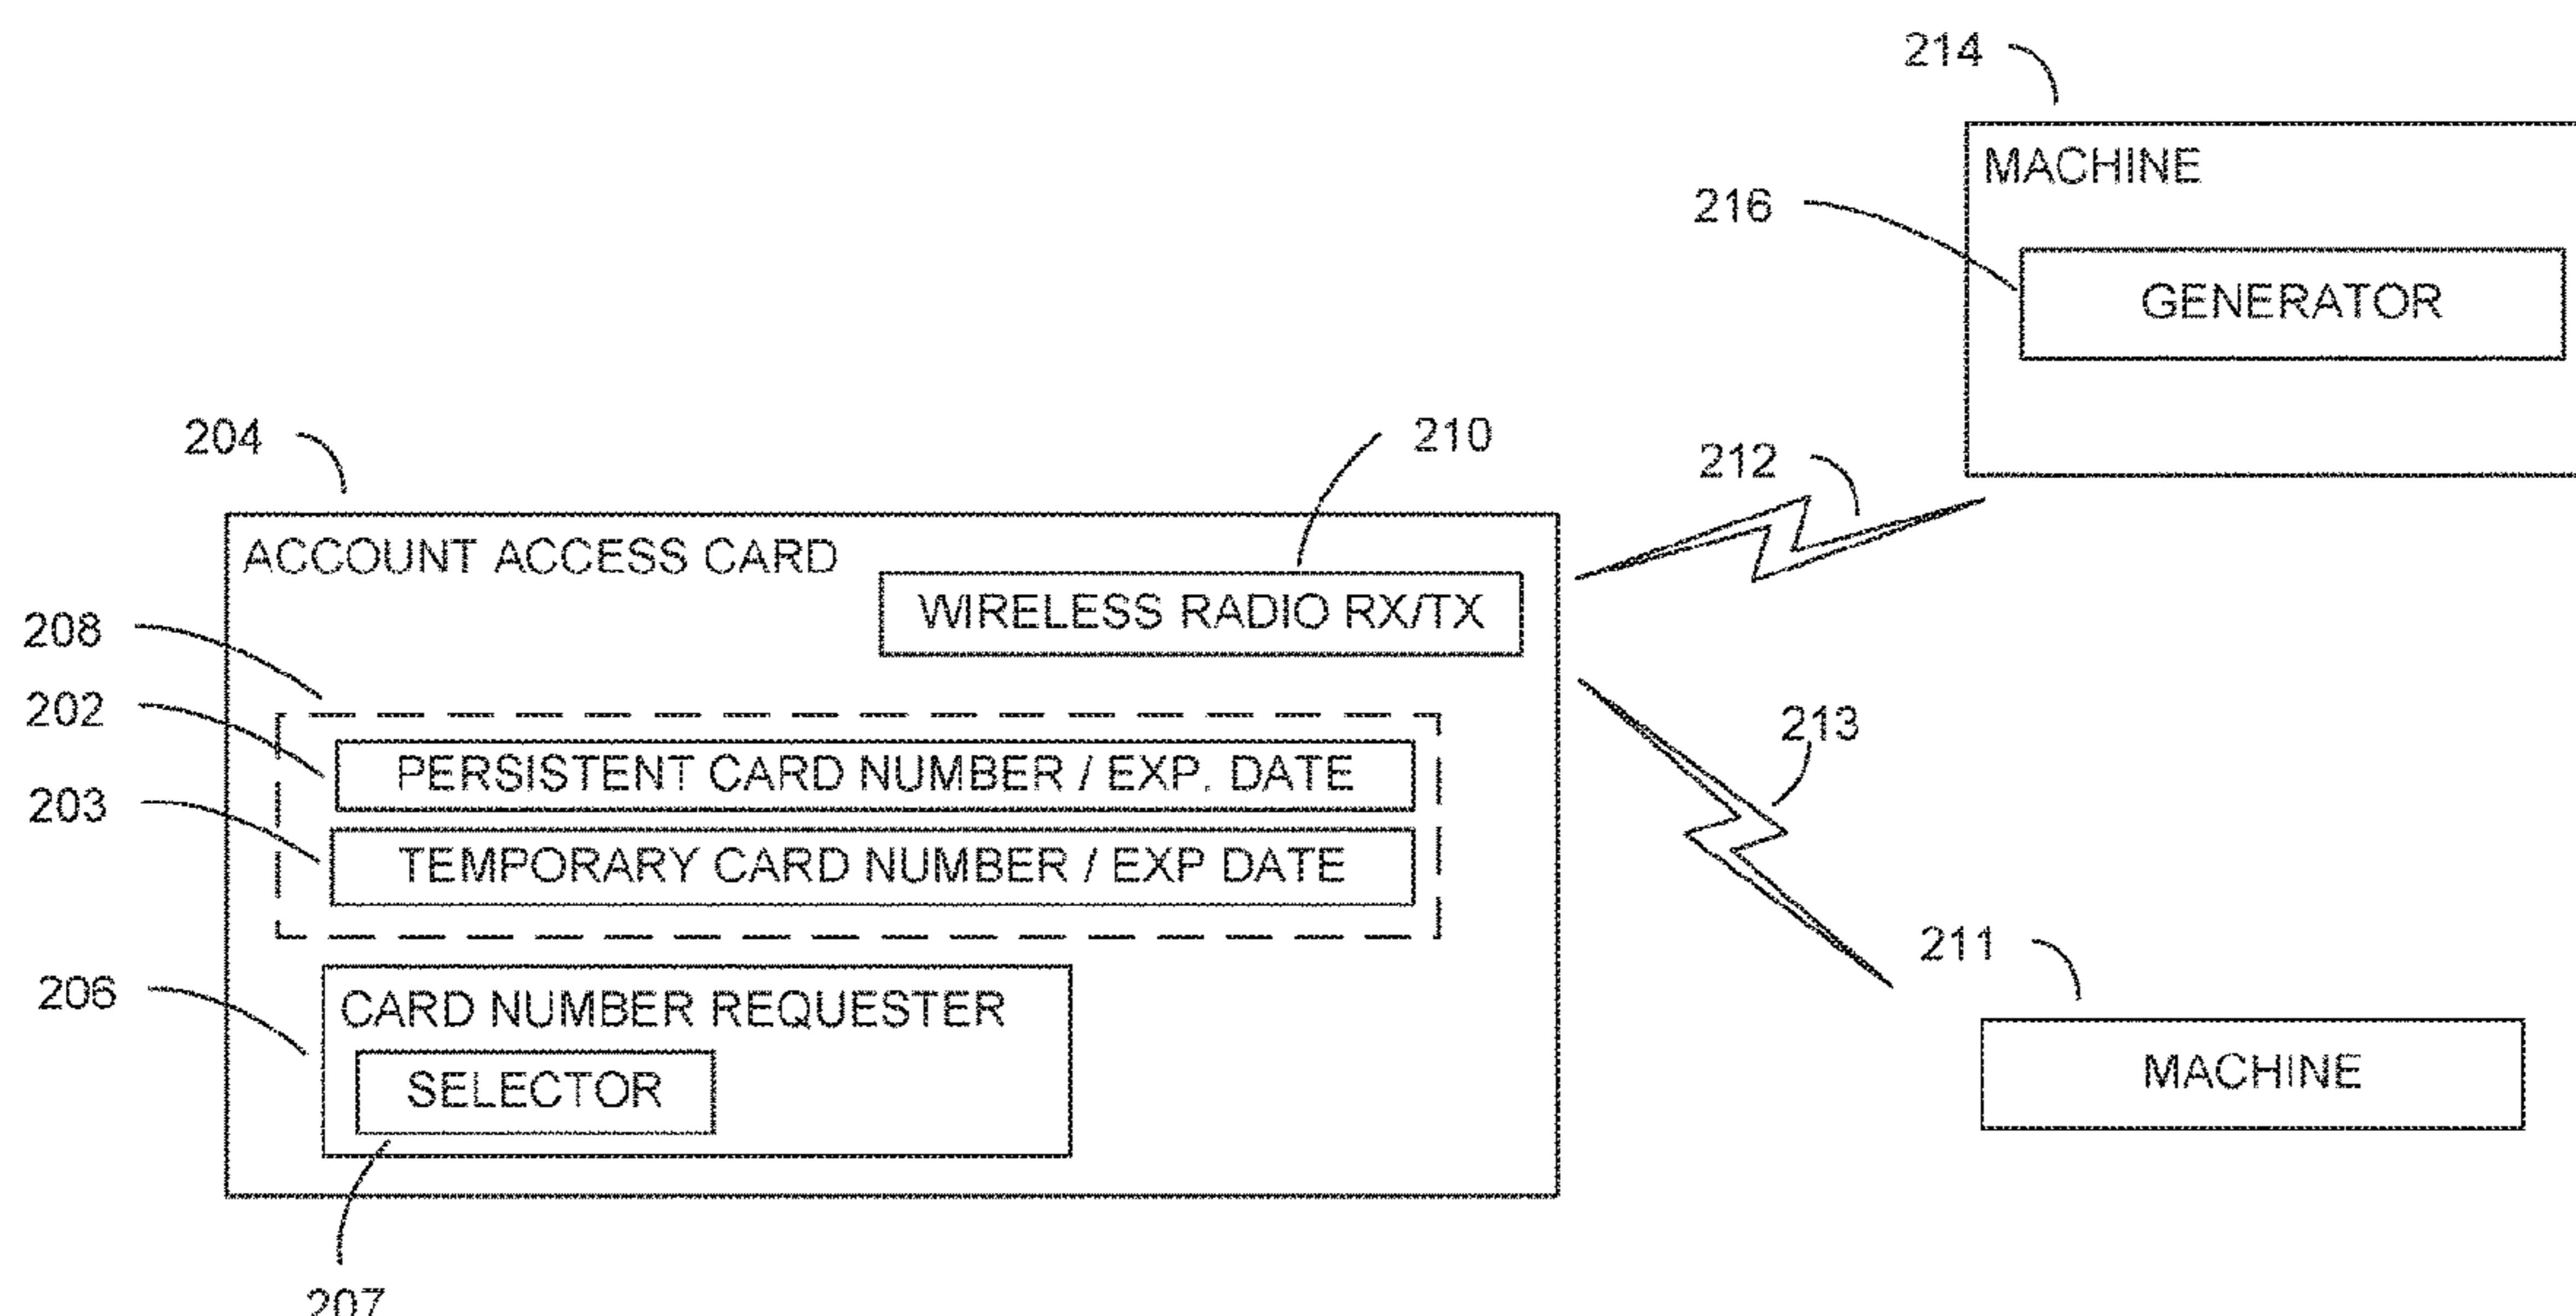 214
MACHINE
216
GENERATOR
204
210
212
ACCOUNT ACCESS CARD
WIRELESS RADIO RX/TX
208
202
PERSISTENT CARD NUMBER / EXP. DATE
213
203
TEMPORARY CARD NUMBER / EXP DATE
211
206
CARD NUMBER REQUESTER
SELECTOR
MACHINE
207